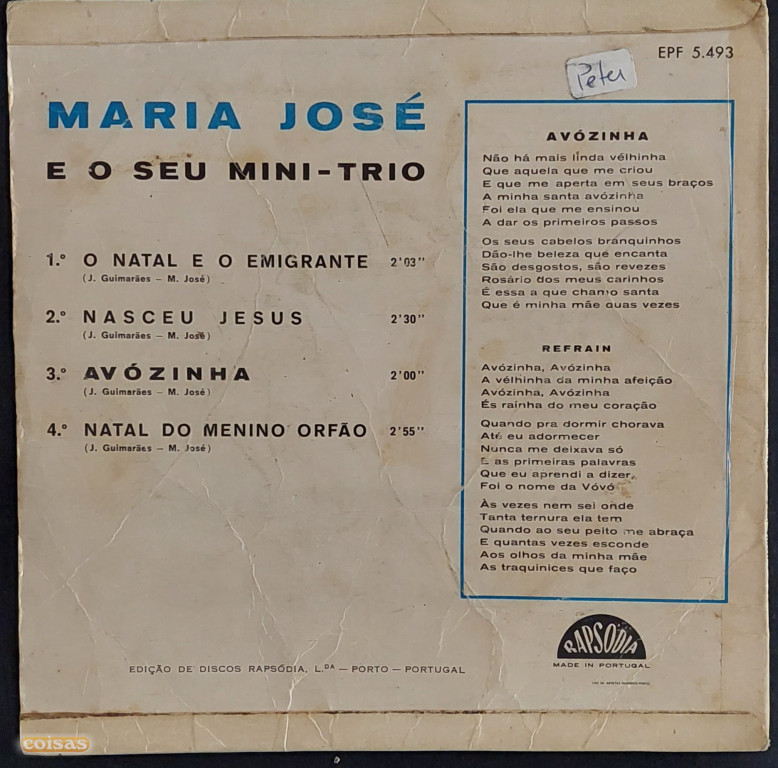 EPF 5.493
Peter
MARIA JOSÉ
E O SEU MINI-TRIO
1.º O NATAL E O EMIGRANTE 2'03"
(J. Guimarães — M. José)
2.º NASCEU JESUS 2'30"
(J. Guimarães — M. José)
3.º AVÓZINHA 2'00"
(J. Guimarães — M. José)
4.º NATAL DO MENINO ORFÃO 2'55"
(J. Guimarães — M. José)
AVÓZINHA
Não há mais linda vélhinha
Que aquela que me criou
E que me aperta em seus braços
A minha santa avózinha
Foi ela que me ensinou
A dar os primeiros passos
Os seus cabelos branquinhos
Dão-lhe beleza que encanta
São desgostos, são revezes
Rosário dos meus carinhos
É essa a que chamo santa
Que é minha mãe quas vezes
REFRAIN
Avózinha, Avózinha
A vélhinha da minha afeição
Avózinha, Avózinha
És rainha do meu coração
Quando pra dormir chorava
Até eu adormecer
Nunca me deixava só
E as primeiras palavras
Que eu aprendi a dizer
Foi o nome da Vóvó
Às vezes nem sei onde
Tanta ternura ela tem
Quando ao seu peito me abraça
E quantas vezes esconde
Aos olhos da minha mãe
As traquinices que faço
RAPSÓDIA
MADE IN PORTUGAL
EDIÇÃO DE DISCOS RAPSÓDIA, L.DA — PORTO — PORTUGAL
coisas